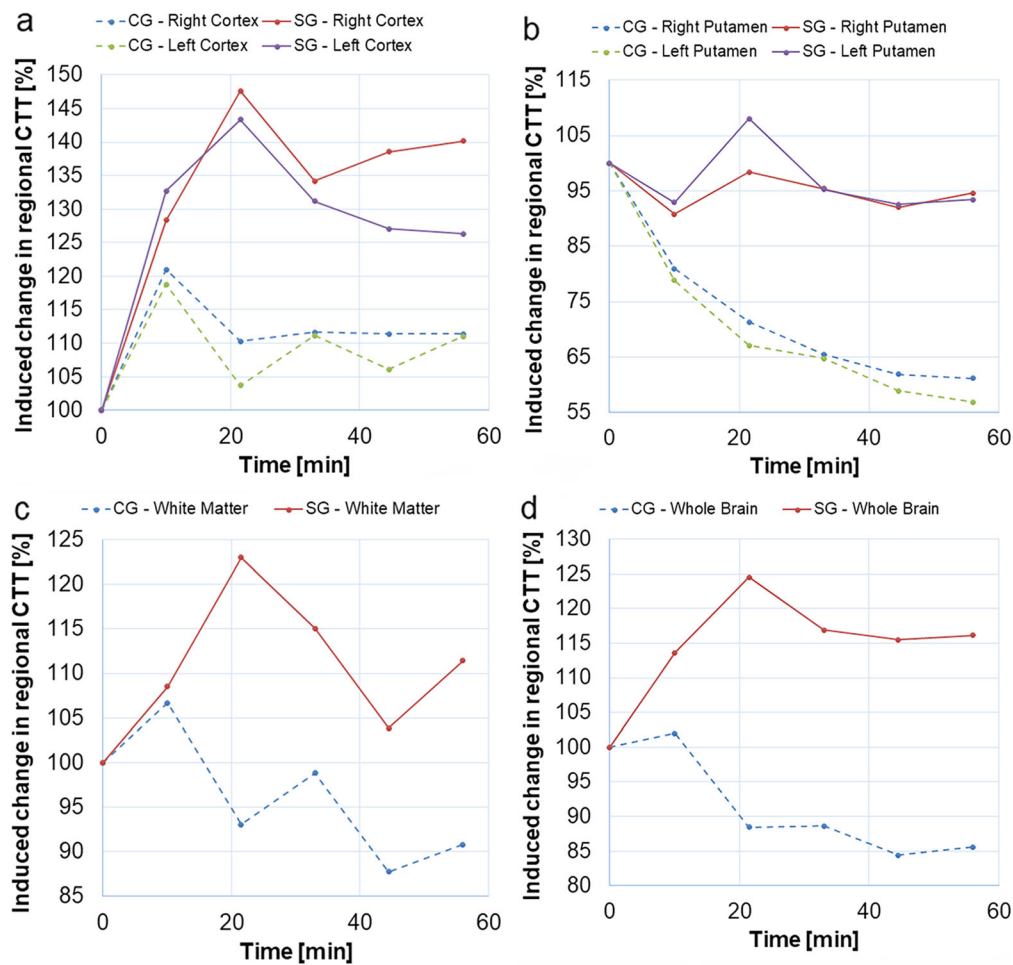 a
CG - Right Cortex SG - Right Cortex
CG - Left Cortex SG - Left Cortex
Induced change in regional CTT [%]
150
145
140
135
130
125
120
115
110
105
100
0 20 40 60
Time [min]
b
CG - Right Putamen SG - Right Putamen
CG - Left Putamen SG - Left Putamen
Induced change in regional CTT [%]
115
105
95
85
75
65
55
0 20 40 60
Time [min]
c
CG - White Matter SG - White Matter
Induced change in regional CTT [%]
125
120
115
110
105
100
95
90
85
0 20 40 60
Time [min]
d
CG - Whole Brain SG - Whole Brain
Induced change in regional CTT [%]
130
125
120
115
110
105
100
95
90
85
80
0 20 40 60
Time [min]